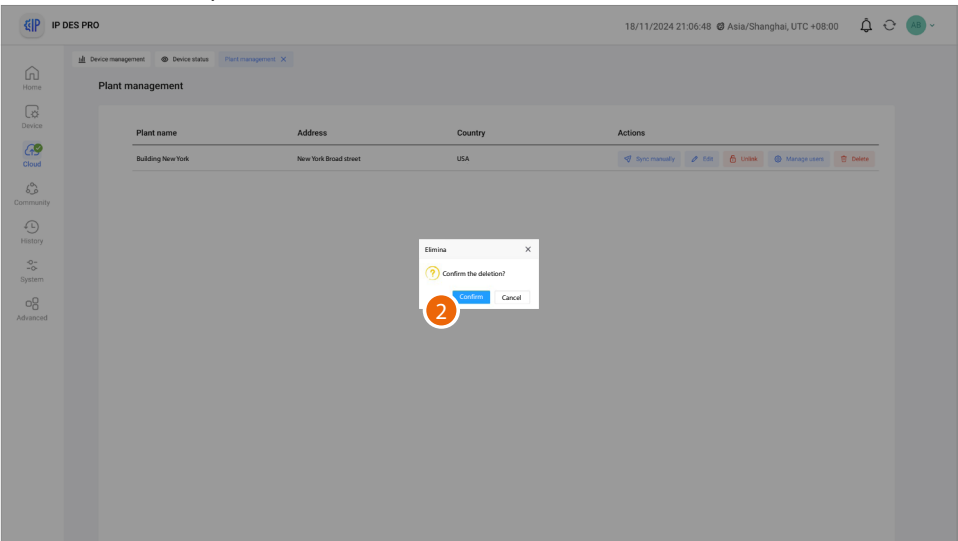 IP IP DES PRO 18/11/2024 21:06:48 Asia/Shanghai, UTC +08:00 AB
Device management Device status Plant management
Home
Plant management
Device
Plant name Address Country Actions
Cloud
Building New York New York Broad street USA Sync manually Edit Unlink Manage users Delete
Community
History
Elimina
System
? Confirm the deletion?
Confirm Cancel
2
Advanced